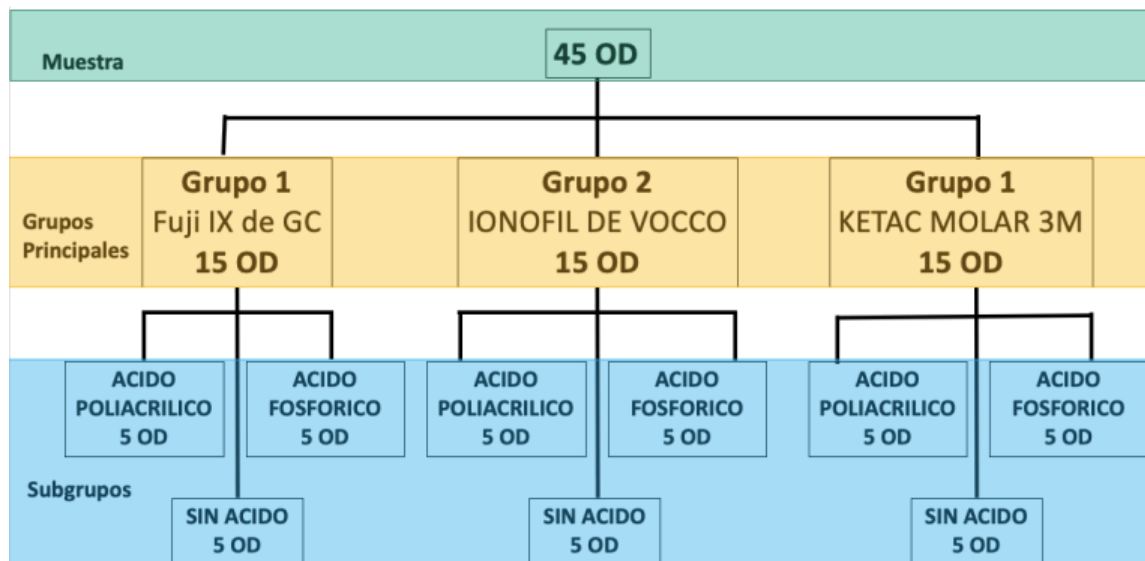 Muestra
45 OD
Grupos
Principales
Grupo 1
Fuji IX de GC
15 OD
Grupo 2
IONOFIL DE VOCCO
15 OD
Grupo 1
KETAC MOLAR 3M
15 OD
Subgrupos
ACIDO
POLIACRILICO
5 OD
ACIDO
FOSFORICO
5 OD
SIN ACIDO
5 OD
ACIDO
POLIACRILICO
5 OD
ACIDO
FOSFORICO
5 OD
SIN ACIDO
5 OD
ACIDO
POLIACRILICO
5 OD
ACIDO
FOSFORICO
5 OD
SIN ACIDO
5 OD